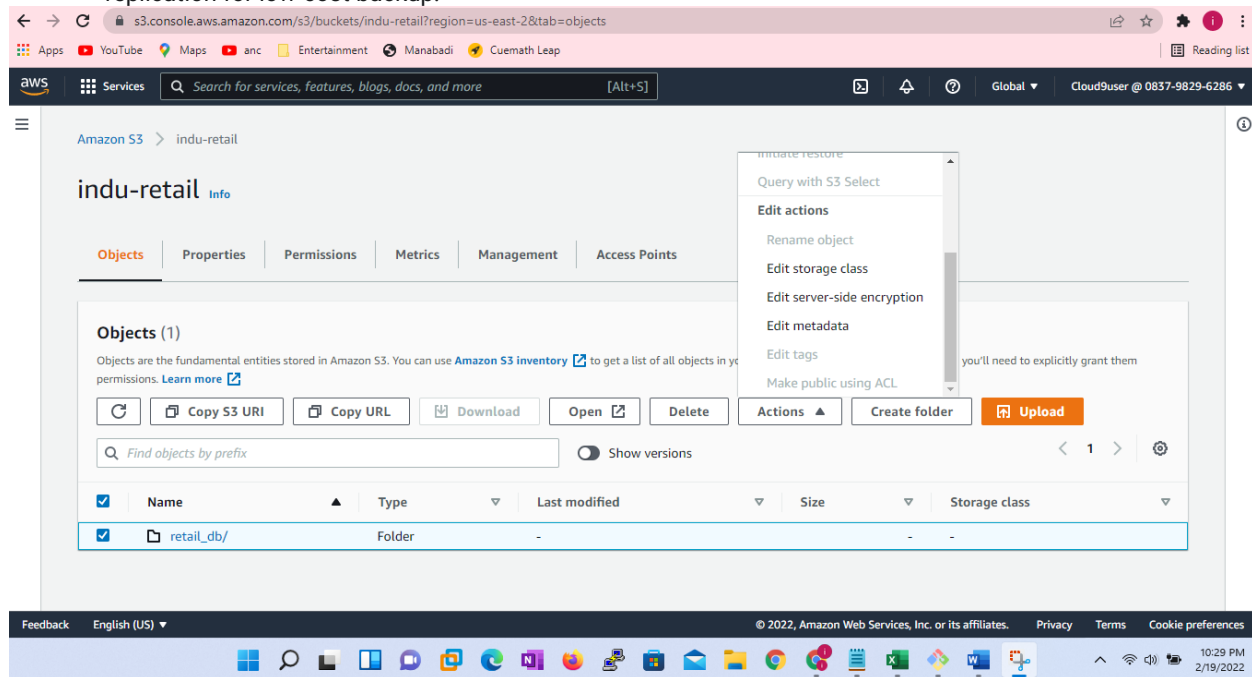 replication for low-cost backup.
s3.console.aws.amazon.com/s3/buckets/indu-retail?region=us-east-2&tab=objects
Apps YouTube Maps anc Entertainment Manabadi Cuemath Leap Reading list
aws Services Search for services, features, blogs, docs, and more [Alt+S] Global ▼ Cloud9user @ 0837-9829-6286 ▼
Amazon S3 > indu-retail
indu-retail Info
Initiate restore
Query with S3 Select
Edit actions
Rename object
Edit storage class
Edit server-side encryption
Edit metadata
Edit tags
Make public using ACL
Objects Properties Permissions Metrics Management Access Points
Objects (1)
Objects are the fundamental entities stored in Amazon S3. You can use Amazon S3 inventory to get a list of all objects in yo you'll need to explicitly grant them
permissions. Learn more
Copy S3 URI Copy URL Download Open Delete Actions ▲ Create folder Upload
Find objects by prefix Show versions < 1 >
Name ▲ Type Last modified Size Storage class
retail_db/ Folder - - -
Feedback English (US) ▼ © 2022, Amazon Web Services, Inc. or its affiliates. Privacy Terms Cookie preferences
10:29 PM
2/19/2022